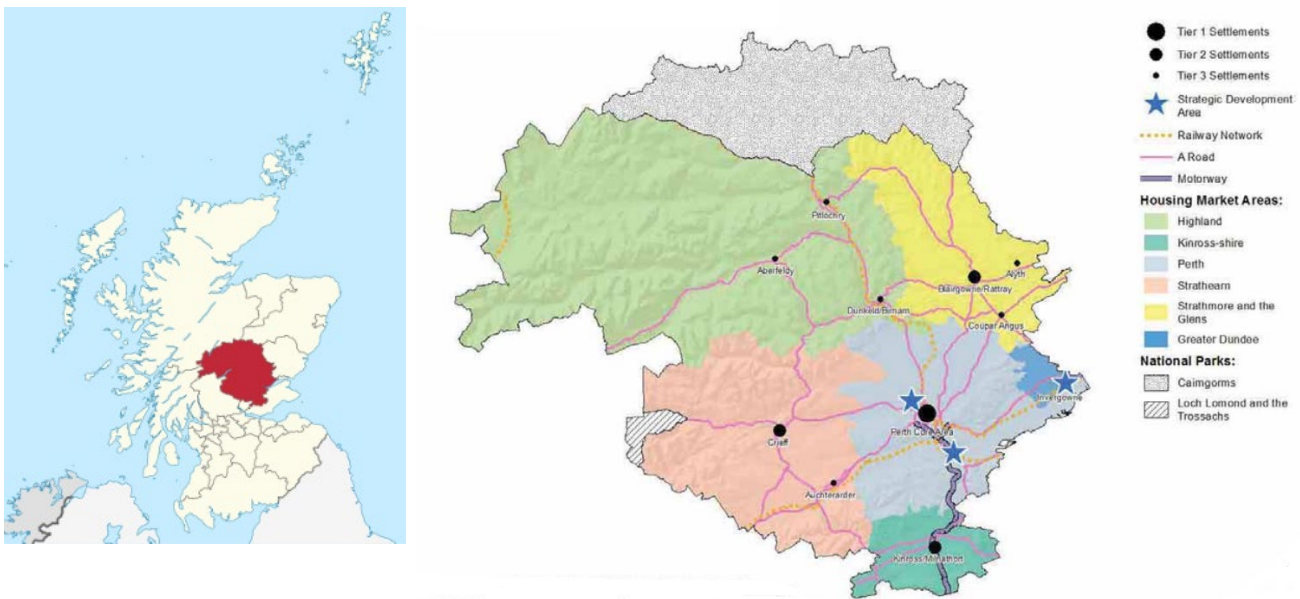 Tier 1 Settlements
Tier 2 Settlements
Tier 3 Settlements
Strategic Development
Area
Railway Network
A Road
Motorway
Housing Market Areas:
Highland
Kinross-shire
Perth
Strathearn
Strathmore and the
Glens
Greater Dundee
National Parks:
Cairngorms
Loch Lomond and the
Trossachs
Pitlochry
Aberfeldy
Alyth
Blairgowrie/Rattray
Dunkeld/Birnam
Coupar Angus
Invergowrie
Perth Core Area
Crieff
Auchterarder
Kinross/Milnathort